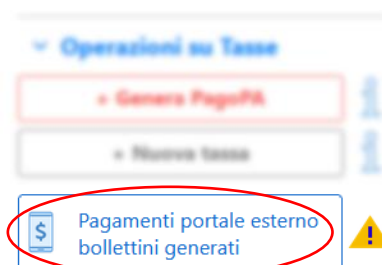 Operazioni su Tasse
+ Genera PagoPA
+ Nuova tassa
Pagamenti portale esterno
bollettini generati